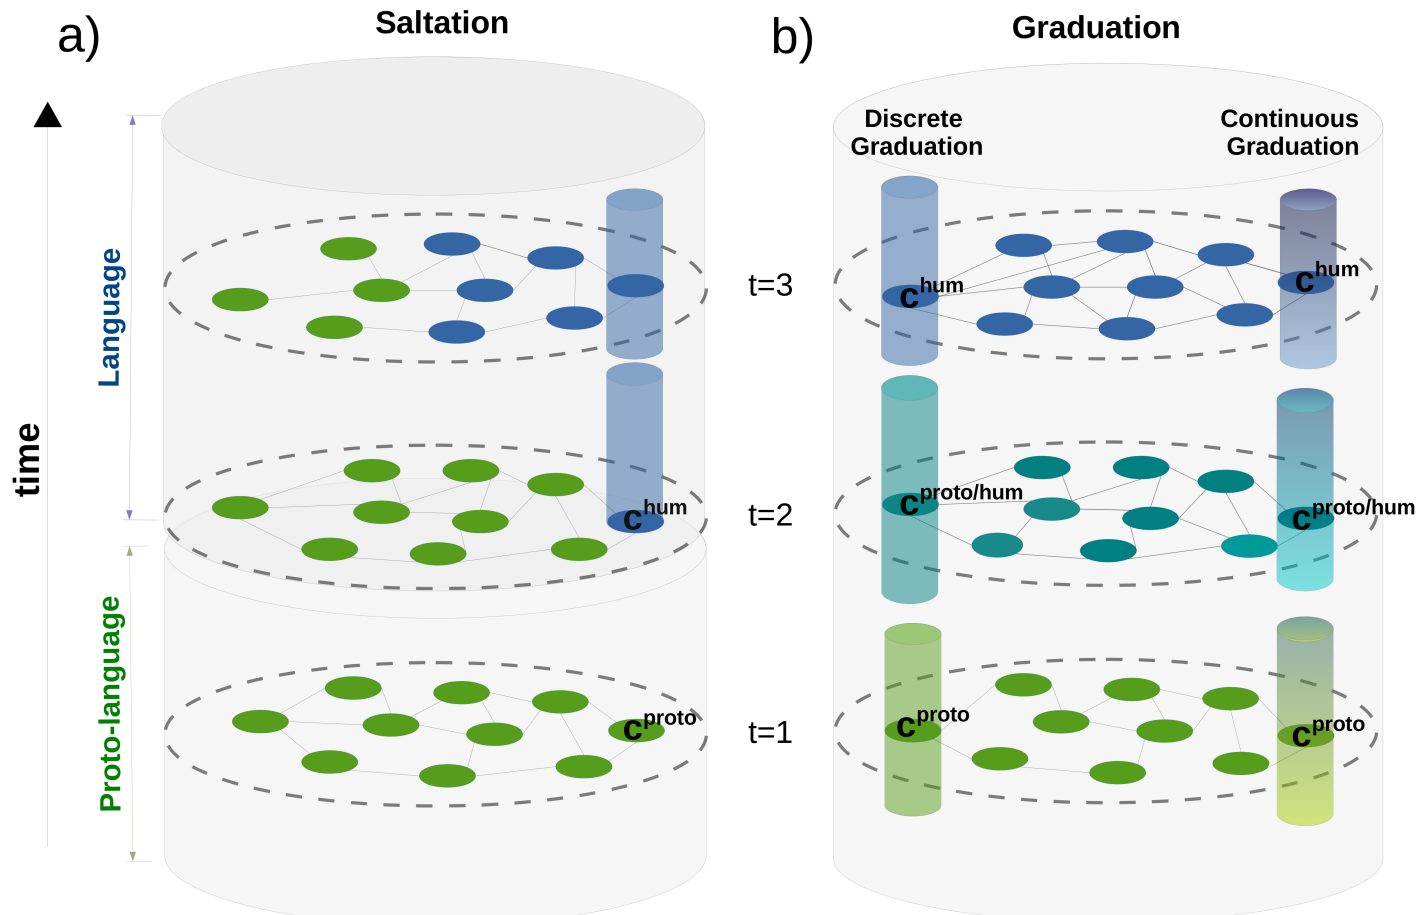 a)
Saltation
b)
Graduation
Discrete
Graduation
Continuous
Graduation
Language
time
Proto-language
t=3
c^hum
c^hum
c^hum
t=2
c^proto/hum
c^proto/hum
c^proto
t=1
c^proto
c^proto